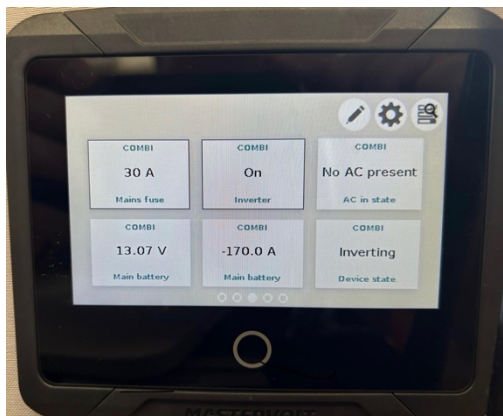 COMBI
30 A
Mains fuse
COMBI
On
Inverter
COMBI
No AC present
AC in state
COMBI
13.07 V
Main battery
COMBI
-170.0 A
Main battery
COMBI
Inverting
Device state
MASTERVOLT